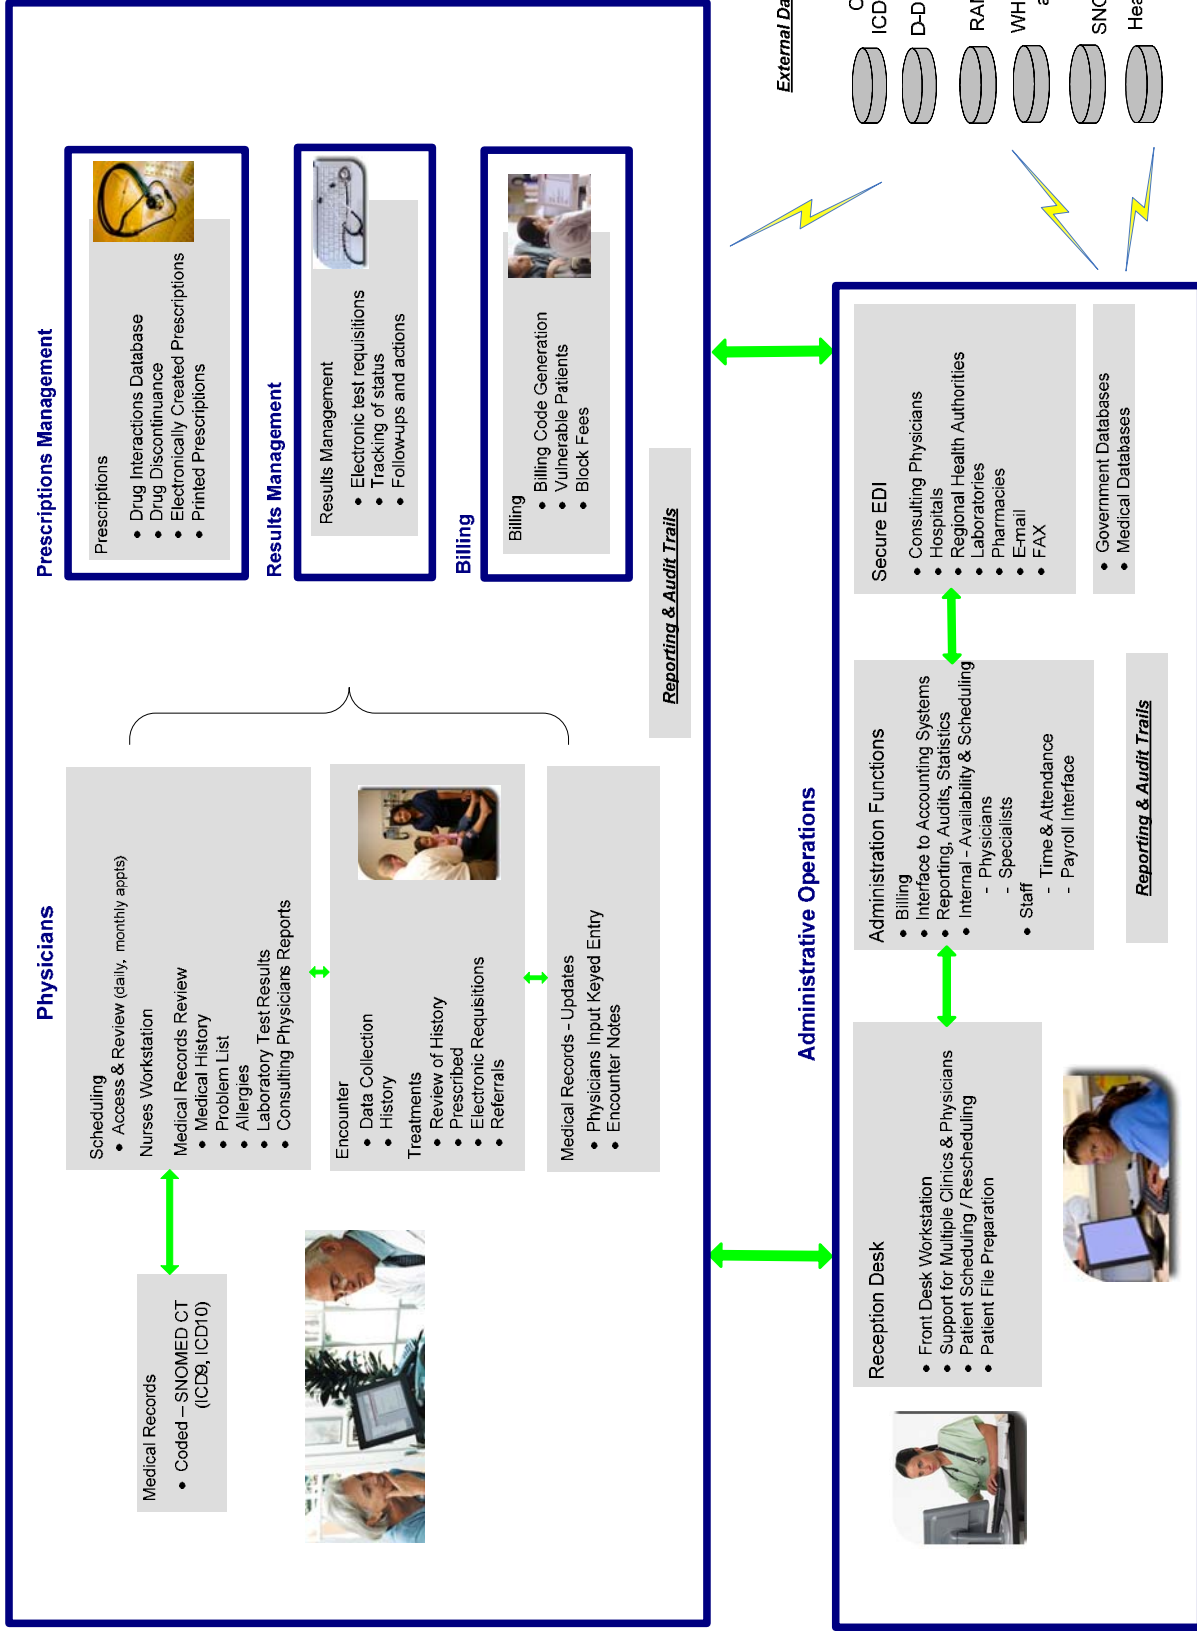 Physicians
Medical Records
• Coded – SNOMED CT
(ICD9, ICD10)
Scheduling
• Access & Review (daily, monthly appts)
Nurses Workstation
Medical Records Review
• Medical History
• Problem List
• Allergies
• Laboratory Test Results
• Consulting Physicians Reports
Encounter
• Data Collection
• History
Treatments
• Review of History
• Prescribed
• Electronic Requisitions
• Referrals
Medical Records - Updates
• Physicians Input Keyed Entry
• Encounter Notes
Prescriptions Management
Prescriptions
• Drug Interactions Database
• Drug Discontinuance
• Electronically Created Prescriptions
• Printed Prescriptions
Results Management
Results Management
• Electronic test requisitions
• Tracking of status
• Follow-ups and actions
Billing
Billing
• Billing Code Generation
• Vulnerable Patients
• Block Fees
Reporting & Audit Trails
Administrative Operations
Reception Desk
• Front Desk Workstation
• Support for Multiple Clinics & Physicians
• Patient Scheduling / Rescheduling
• Patient File Preparation
Administration Functions
• Billing
• Interface to Accounting Systems
• Reporting, Audits, Statistics
• Internal - Availability & Scheduling
- Physicians
- Specialists
• Staff
- Time & Attendance
- Payroll Interface
Reporting & Audit Trails
Secure EDI
• Consulting Physicians
• Hospitals
• Regional Health Authorities
• Laboratories
• Pharmacies
• E-mail
• FAX
• Government Databases
• Medical Databases
External Da
ICD
D-D
RAI
WH
a
SNO
Hea